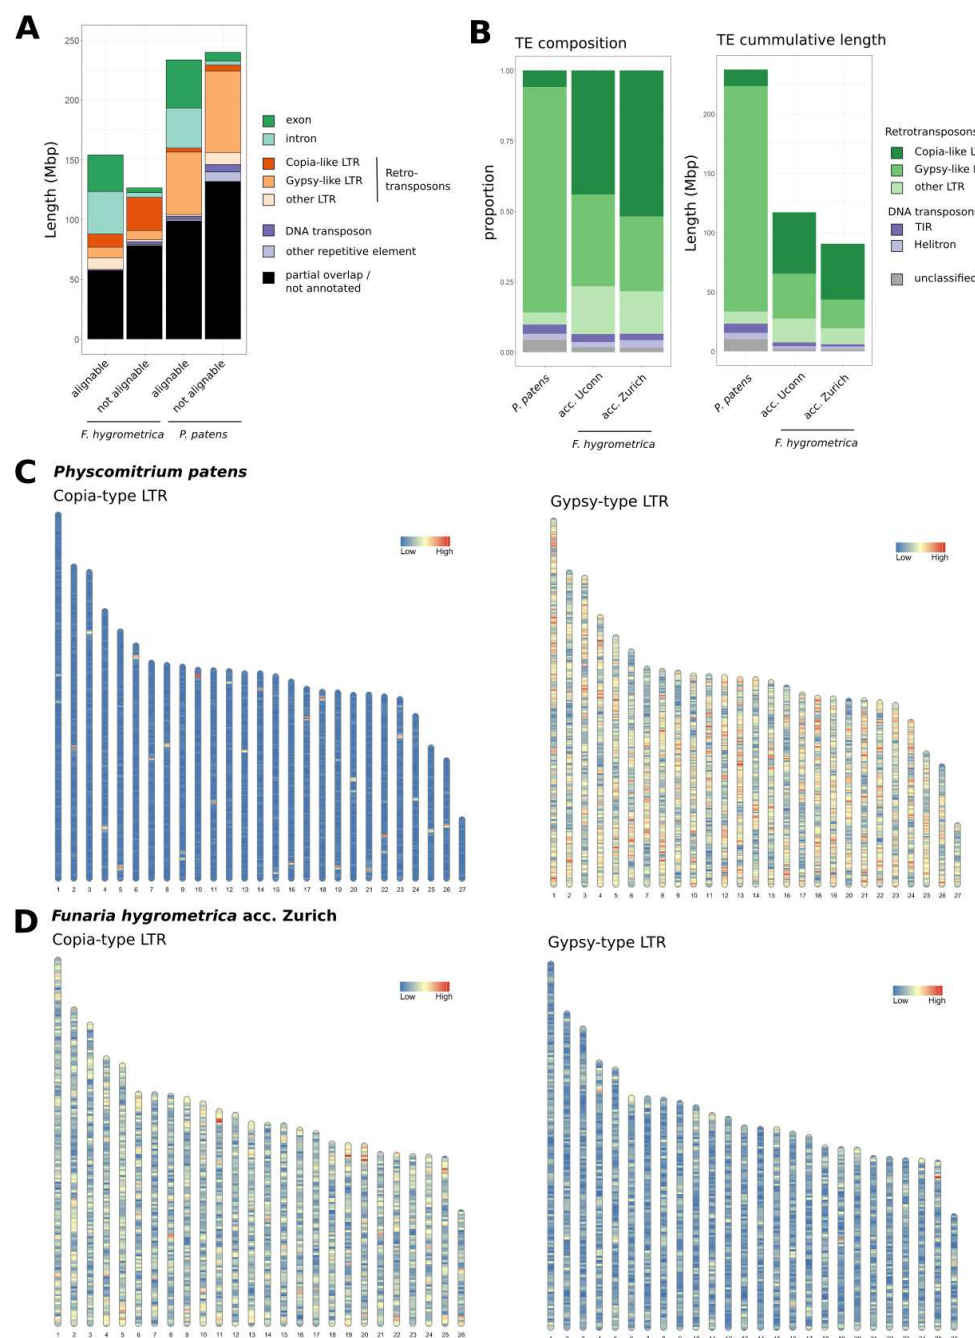 A
250
200
150
100
50
0
Length (Mbp)
alignable
not alignable
alignable
not alignable
F. hygrometrica
P. patens
exon
intron
Copia-like LTR
Gypsy-like LTR
other LTR
Retro-
transposons
DNA transposon
other repetitive element
partial overlap /
not annotated
B
TE composition
1.00
0.75
0.50
0.25
0.00
proportion
P. patens
acc. Uconn
acc. Zurich
F. hygrometrica
TE cummulative length
200
150
100
50
0
Length (Mbp)
P. patens
acc. Uconn
acc. Zurich
F. hygrometrica
Retrotransposons
Copia-like L
Gypsy-like L
other LTR
DNA transposons
TIR
Helitron
unclassified
C
Physcomitrium patens
Copia-type LTR
Low High
1 2 3 4 5 6 7 8 9 10 11 12 13 14 15 16 17 18 19 20 21 22 23 24 25 26 27
Gypsy-type LTR
Low High
1 2 3 4 5 6 7 8 9 10 11 12 13 14 15 16 17 18 19 20 21 22 23 24 25 26 27
D
Funaria hygrometrica acc. Zurich
Copia-type LTR
Low High
1 2 3 4 5 6 7 8 9 10 11 12 13 14 15 16 17 18 19 20 21 22 23 24 25 26
Gypsy-type LTR
Low High